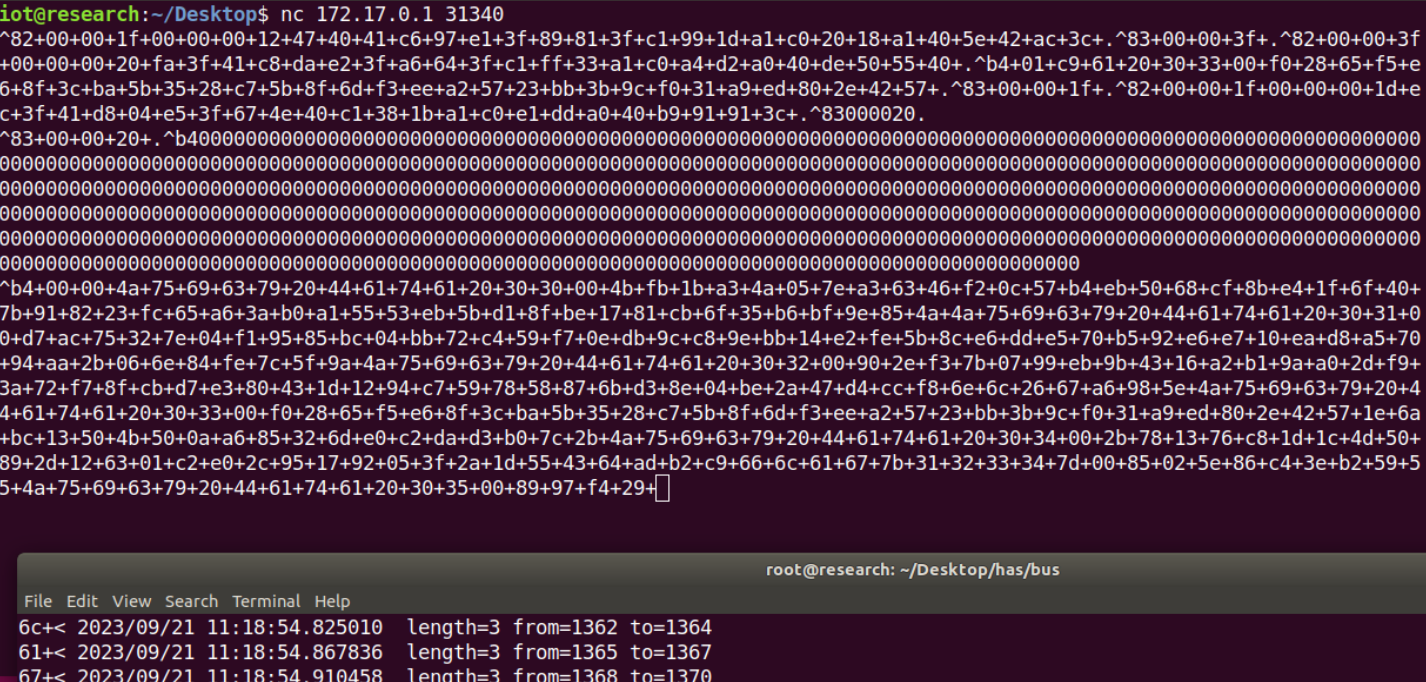 iot@research:~/Desktop$ nc 172.17.0.1 31340
^82+00+00+1f+00+00+00+12+47+40+41+c6+97+e1+3f+89+81+3f+c1+99+1d+a1+c0+20+18+a1+40+5e+42+ac+3c+.^83+00+00+3f+.^82+00+00+3f
+00+00+00+20+fa+3f+41+c8+da+e2+3f+a6+64+3f+c1+ff+33+a1+c0+a4+d2+a0+40+de+50+55+40+.^b4+01+c9+61+20+30+33+00+f0+28+65+f5+e
6+8f+3c+ba+5b+35+28+c7+5b+8f+6d+f3+ee+a2+57+23+bb+3b+9c+f0+31+a9+ed+80+2e+42+57+.^83+00+00+1f+.^82+00+00+1f+00+00+00+1d+e
c+3f+41+d8+04+e5+3f+67+4e+40+c1+38+1b+a1+c0+e1+dd+a0+40+b9+91+91+3c+.^83000020.
^83+00+00+20+.^b400000000000000000000000000000000000000000000000000000000000000000000000000000000000000000000000000000000
0000000000000000000000000000000000000000000000000000000000000000000000000000000000000000000000000000000000000000000000000
0000000000000000000000000000000000000000000000000000000000000000000000000000000000000000000000000000000000000000000000000
0000000000000000000000000000000000000000000000000000000000000000000000000000000000000000000000000000000000000000000000000
0000000000000000000000000000000000000000000000000000000000000000000000000000000000000000000000000000000000000000000000000
00000000000000000000000000000000000000000000000000000000000000000000000000000000000000000000
^b4+00+00+4a+75+69+63+79+20+44+61+74+61+20+30+30+00+4b+fb+1b+a3+4a+05+7e+a3+63+46+f2+0c+57+b4+eb+50+68+cf+8b+e4+1f+6f+40+
7b+91+82+23+fc+65+a6+3a+b0+a1+55+53+eb+5b+d1+8f+be+17+81+cb+6f+35+b6+bf+9e+85+4a+4a+75+69+63+79+20+44+61+74+61+20+30+31+0
0+d7+ac+75+32+7e+04+f1+95+85+bc+04+bb+72+c4+59+f7+0e+db+9c+c8+9e+bb+14+e2+fe+5b+8c+e6+dd+e5+70+b5+92+e6+e7+10+ea+d8+a5+70
+94+aa+2b+06+6e+84+fe+7c+5f+9a+4a+75+69+63+79+20+44+61+74+61+20+30+32+00+90+2e+f3+7b+07+99+eb+9b+43+16+a2+b1+9a+a0+2d+f9+
3a+72+f7+8f+cb+d7+e3+80+43+1d+12+94+c7+59+78+58+87+6b+d3+8e+04+be+2a+47+d4+cc+f8+6e+6c+26+67+a6+98+5e+4a+75+69+63+79+20+4
4+61+74+61+20+30+33+00+f0+28+65+f5+e6+8f+3c+ba+5b+35+28+c7+5b+8f+6d+f3+ee+a2+57+23+bb+3b+9c+f0+31+a9+ed+80+2e+42+57+1e+6a
+bc+13+50+4b+50+0a+a6+85+32+6d+e0+c2+da+d3+b0+7c+2b+4a+75+69+63+79+20+44+61+74+61+20+30+34+00+2b+78+13+76+c8+1d+1c+4d+50+
89+2d+12+63+01+c2+e0+2c+95+17+92+05+3f+2a+1d+55+43+64+ad+b2+c9+66+6c+61+67+7b+31+32+33+34+7d+00+85+02+5e+86+c4+3e+b2+59+5
5+4a+75+69+63+79+20+44+61+74+61+20+30+35+00+89+97+f4+29+
root@research: ~/Desktop/has/bus
File Edit View Search Terminal Help
6c+< 2023/09/21 11:18:54.825010  length=3 from=1362 to=1364
61+< 2023/09/21 11:18:54.867836  length=3 from=1365 to=1367
67+< 2023/09/21 11:18:54.910458  length=3 from=1368 to=1370